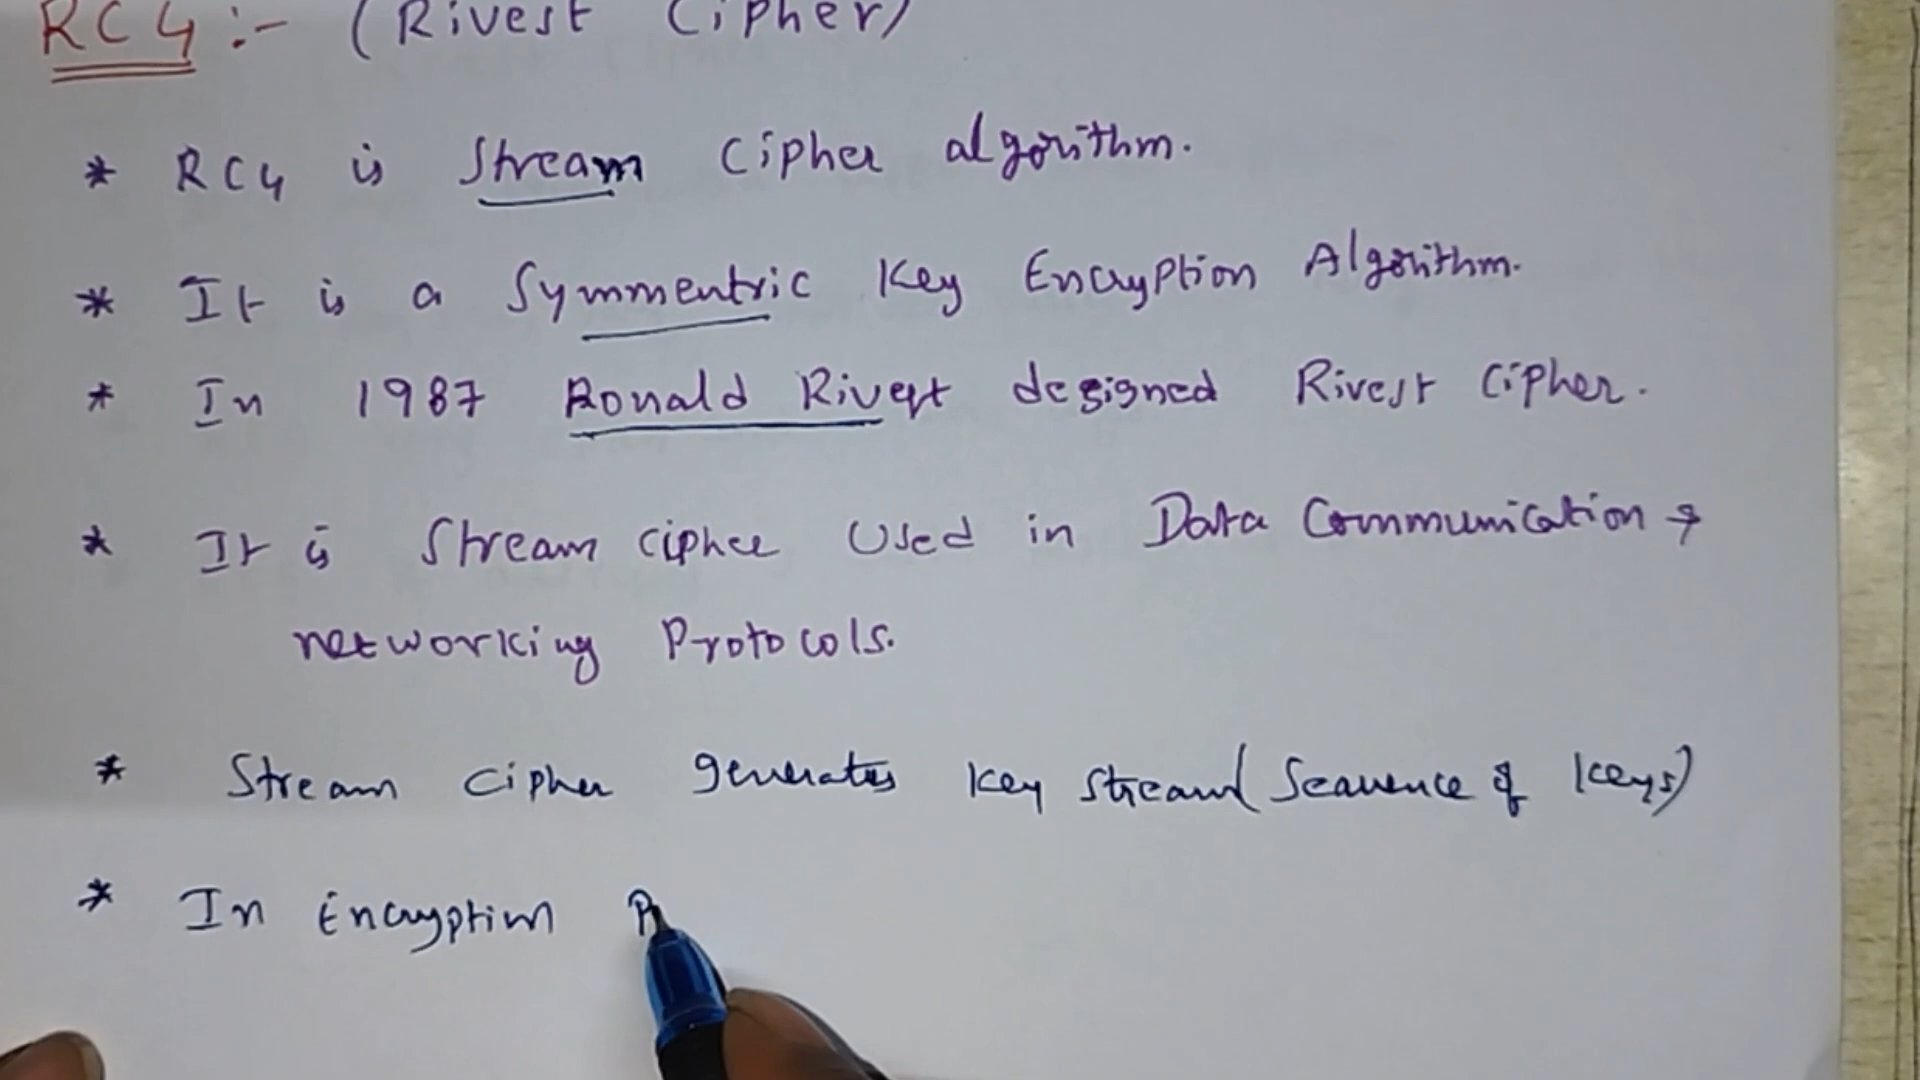 RC4 :- (Rivest Cipher)
* RC4 is Stream Cipher algorithm.
* It is a Symmentric Key Encryption Algorithm.
* In 1987 Ronald Rivest designed Rivest Cipher.
* It is Stream cipher Used in Data Communication &
networking Protocols.
* Stream cipher generates key stream (Sequence of keys)
* In Encryption P